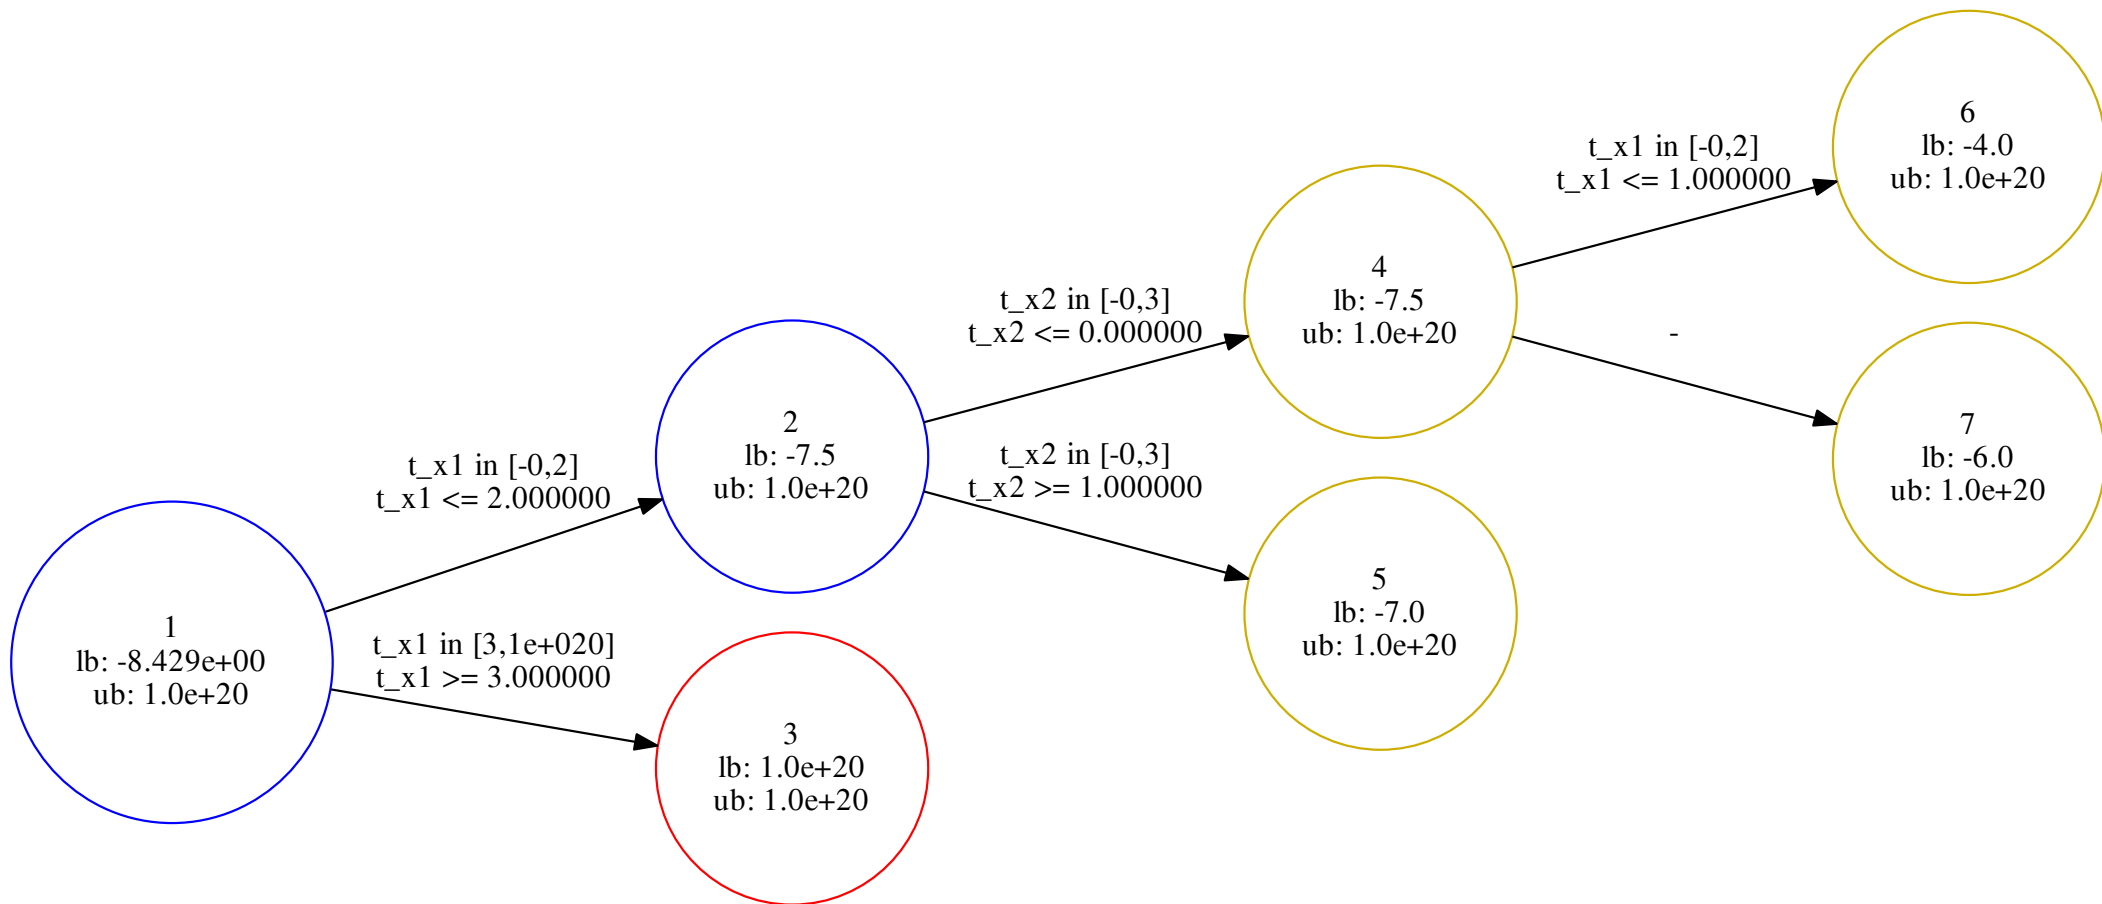 1
lb: -8.429e+00
ub: 1.0e+20
t_x1 in [-0,2]
t_x1 <= 2.000000
t_x1 in [3,1e+020]
t_x1 >= 3.000000
2
lb: -7.5
ub: 1.0e+20
3
lb: 1.0e+20
ub: 1.0e+20
t_x2 in [-0,3]
t_x2 <= 0.000000
t_x2 in [-0,3]
t_x2 >= 1.000000
4
lb: -7.5
ub: 1.0e+20
5
lb: -7.0
ub: 1.0e+20
t_x1 in [-0,2]
t_x1 <= 1.000000
-
6
lb: -4.0
ub: 1.0e+20
7
lb: -6.0
ub: 1.0e+20